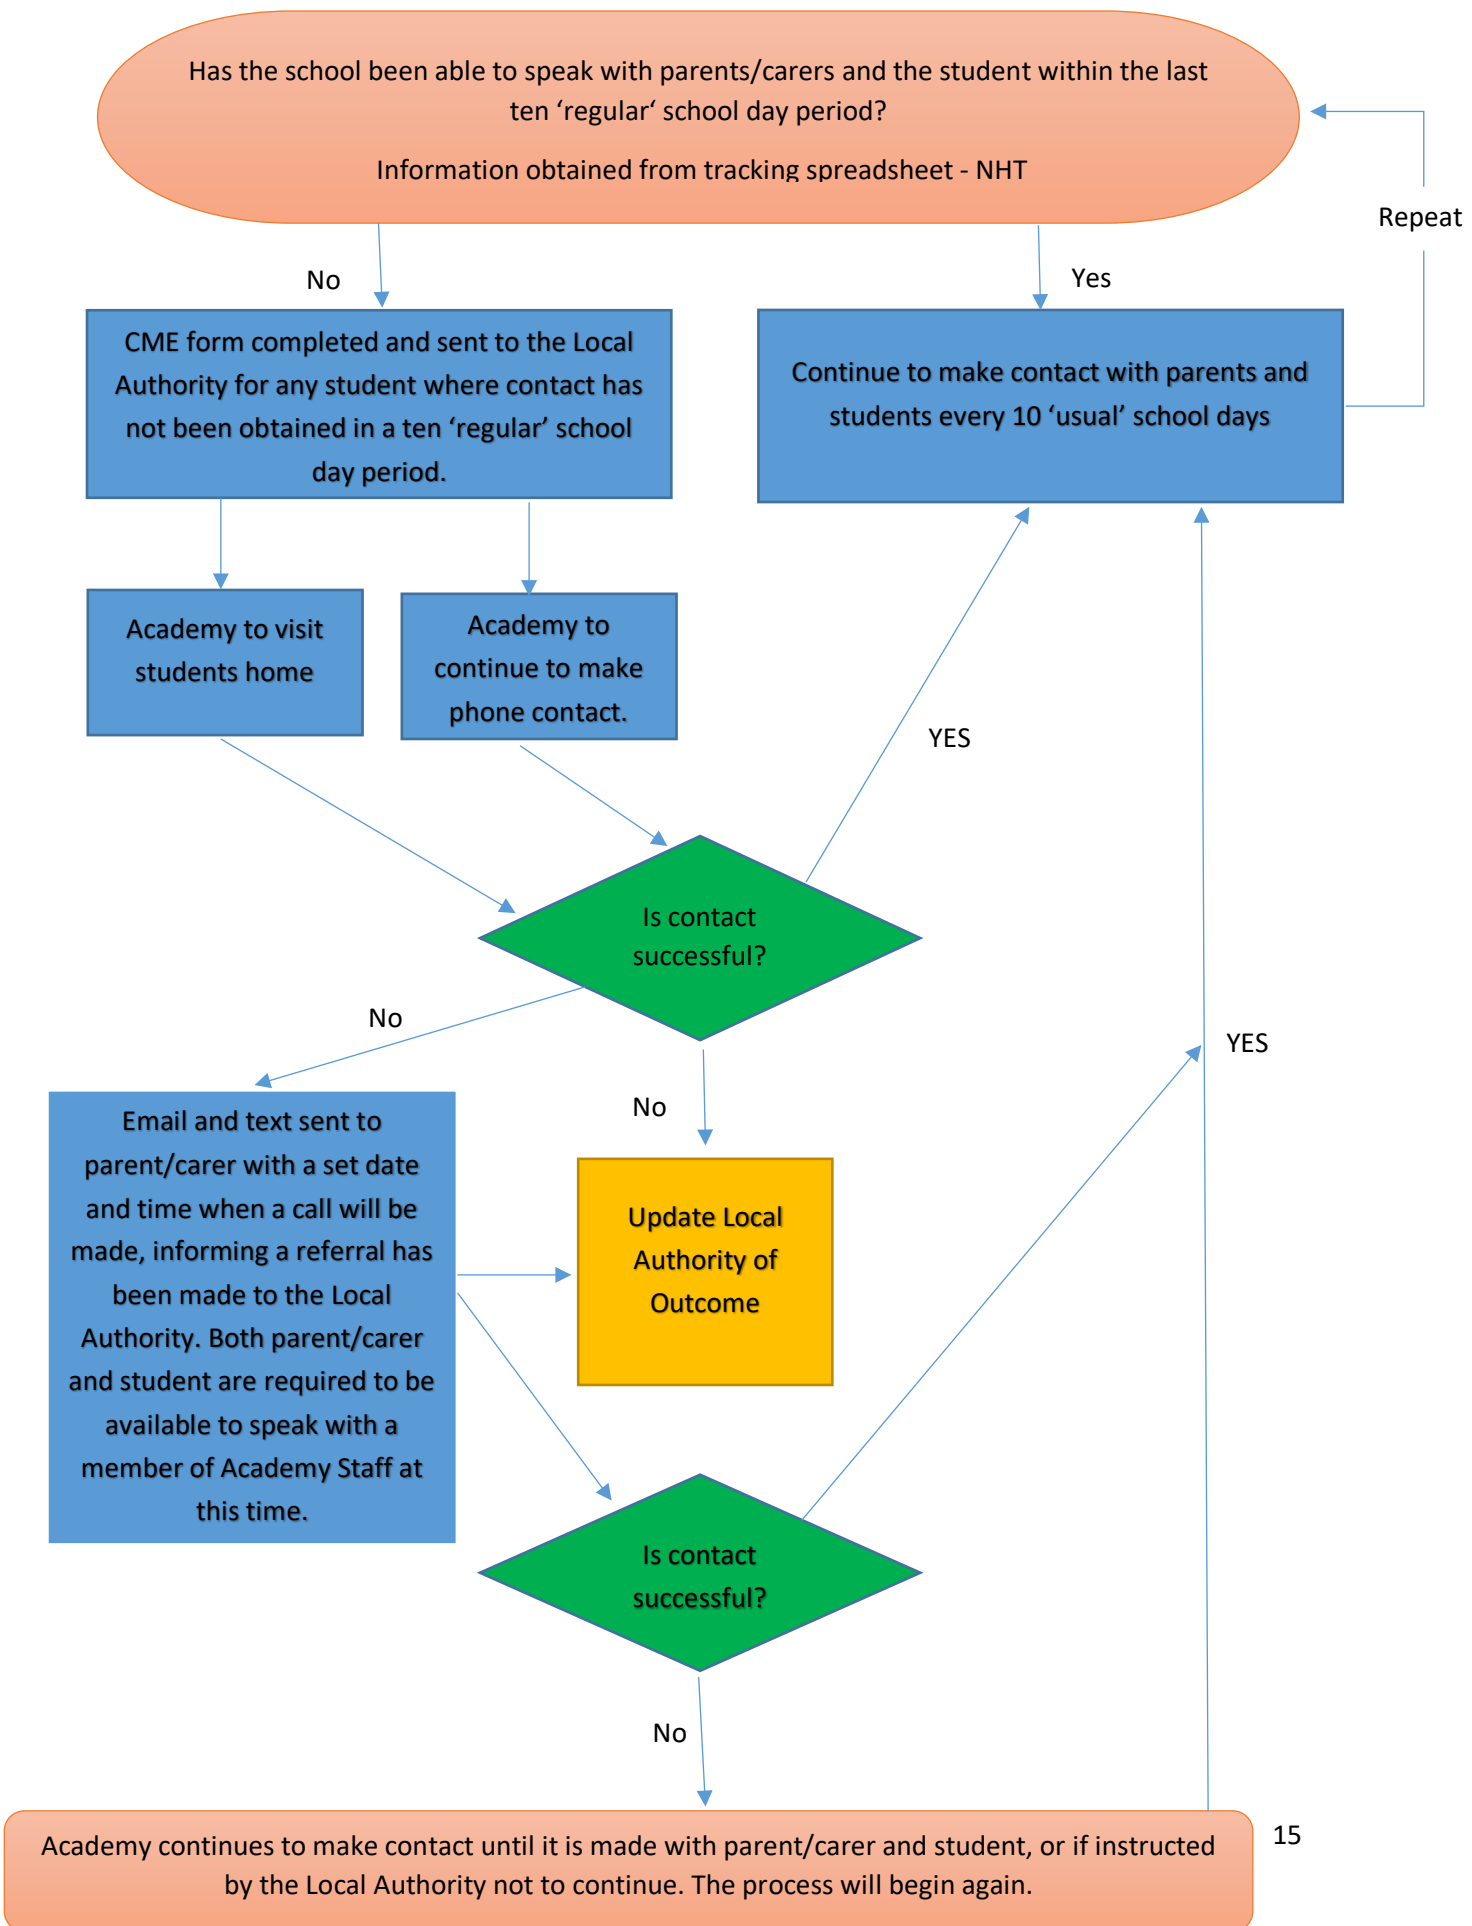 Has the school been able to speak with parents/carers and the student within the last
ten ‘regular‘ school day period?
Information obtained from tracking spreadsheet - NHT
Repeat
No
Yes
CME form completed and sent to the Local
Authority for any student where contact has
not been obtained in a ten ‘regular’ school
day period.
Continue to make contact with parents and
students every 10 ‘usual’ school days
Academy to visit
students home
Academy to
continue to make
phone contact.
YES
Is contact
successful?
No
YES
No
Email and text sent to
parent/carer with a set date
and time when a call will be
made, informing a referral has
been made to the Local
Authority. Both parent/carer
and student are required to be
available to speak with a
member of Academy Staff at
this time.
Update Local
Authority of
Outcome
Is contact
successful?
No
Academy continues to make contact until it is made with parent/carer and student, or if instructed
by the Local Authority not to continue. The process will begin again.
15